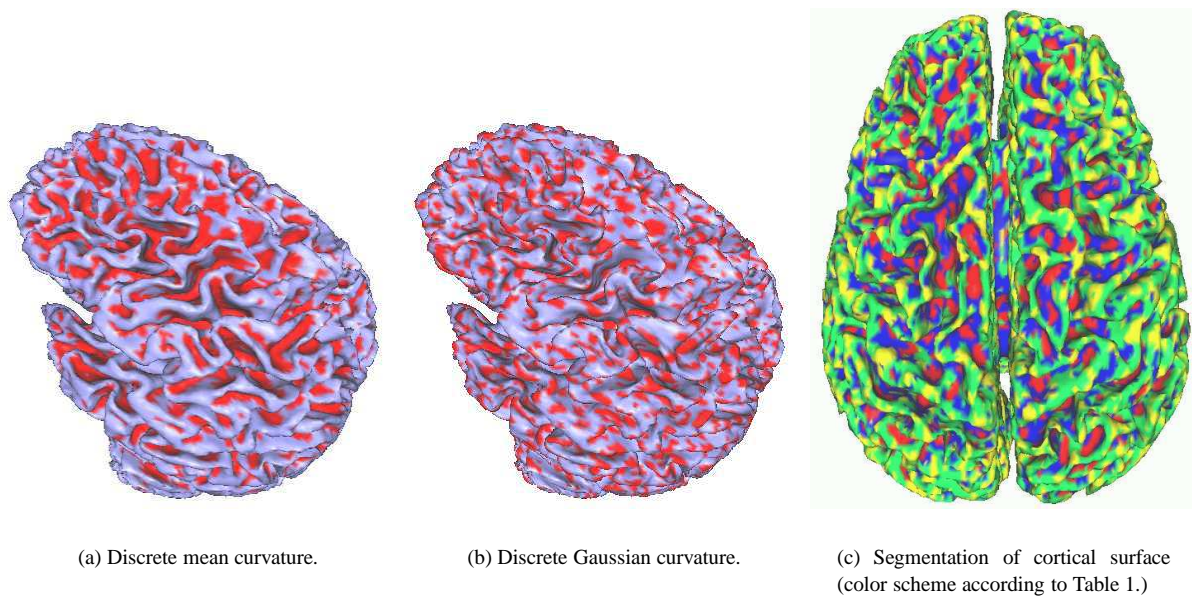 (a) Discrete mean curvature.
(b) Discrete Gaussian curvature.
(c) Segmentation of cortical surface
(color scheme according to Table 1.)